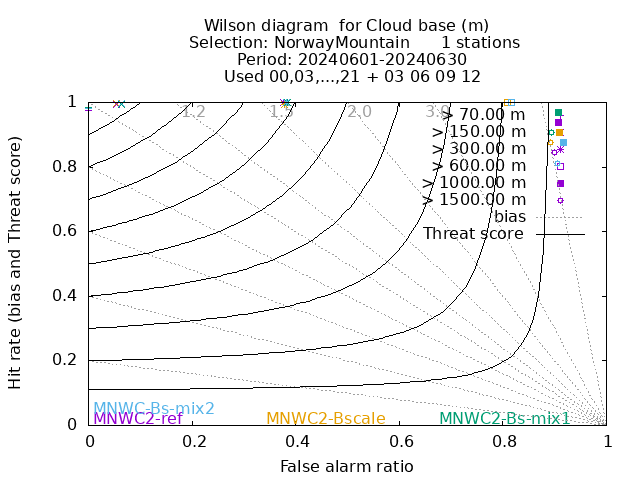 Wilson diagram  for Cloud base (m)
Selection: NorwayMountain      1 stations
Period: 20240601-20240630
Used 00,03,...,21 + 03 06 09 12
1
1.2
1.5
2.0
3.0
> 70.00 m
> 150.00 m
> 300.00 m
> 600.00 m
> 1000.00 m
> 1500.00 m
bias
Threat score
0.8
0.6
0.4
0.2
0
Hit rate (bias and Threat score)
MNWC-Bs-mix2
MNWC2-ref
MNWC2-Bscale
MNWC2-Bs-mix1
0
0.2
0.4
0.6
0.8
1
False alarm ratio